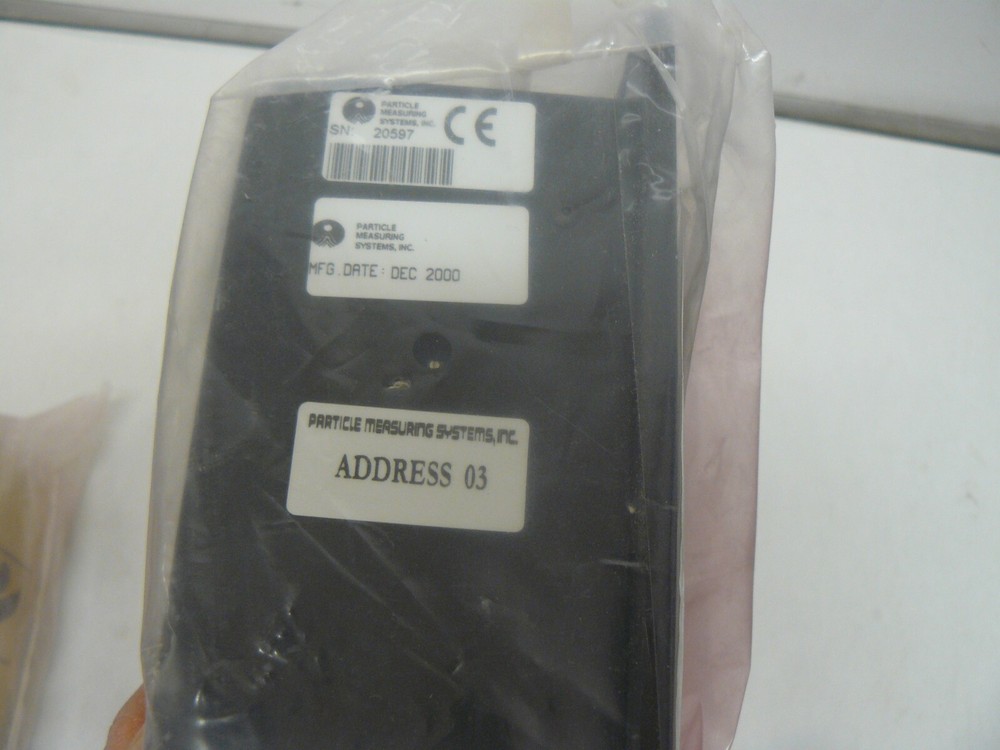 PARTICLE
MEASURING
SYSTEMS, INC.
CE
SN: 20597
PARTICLE
MEASURING
SYSTEMS, INC.
MFG.DATE: DEC 2000
PARTICLE MEASURING SYSTEMS, INC.
ADDRESS 03